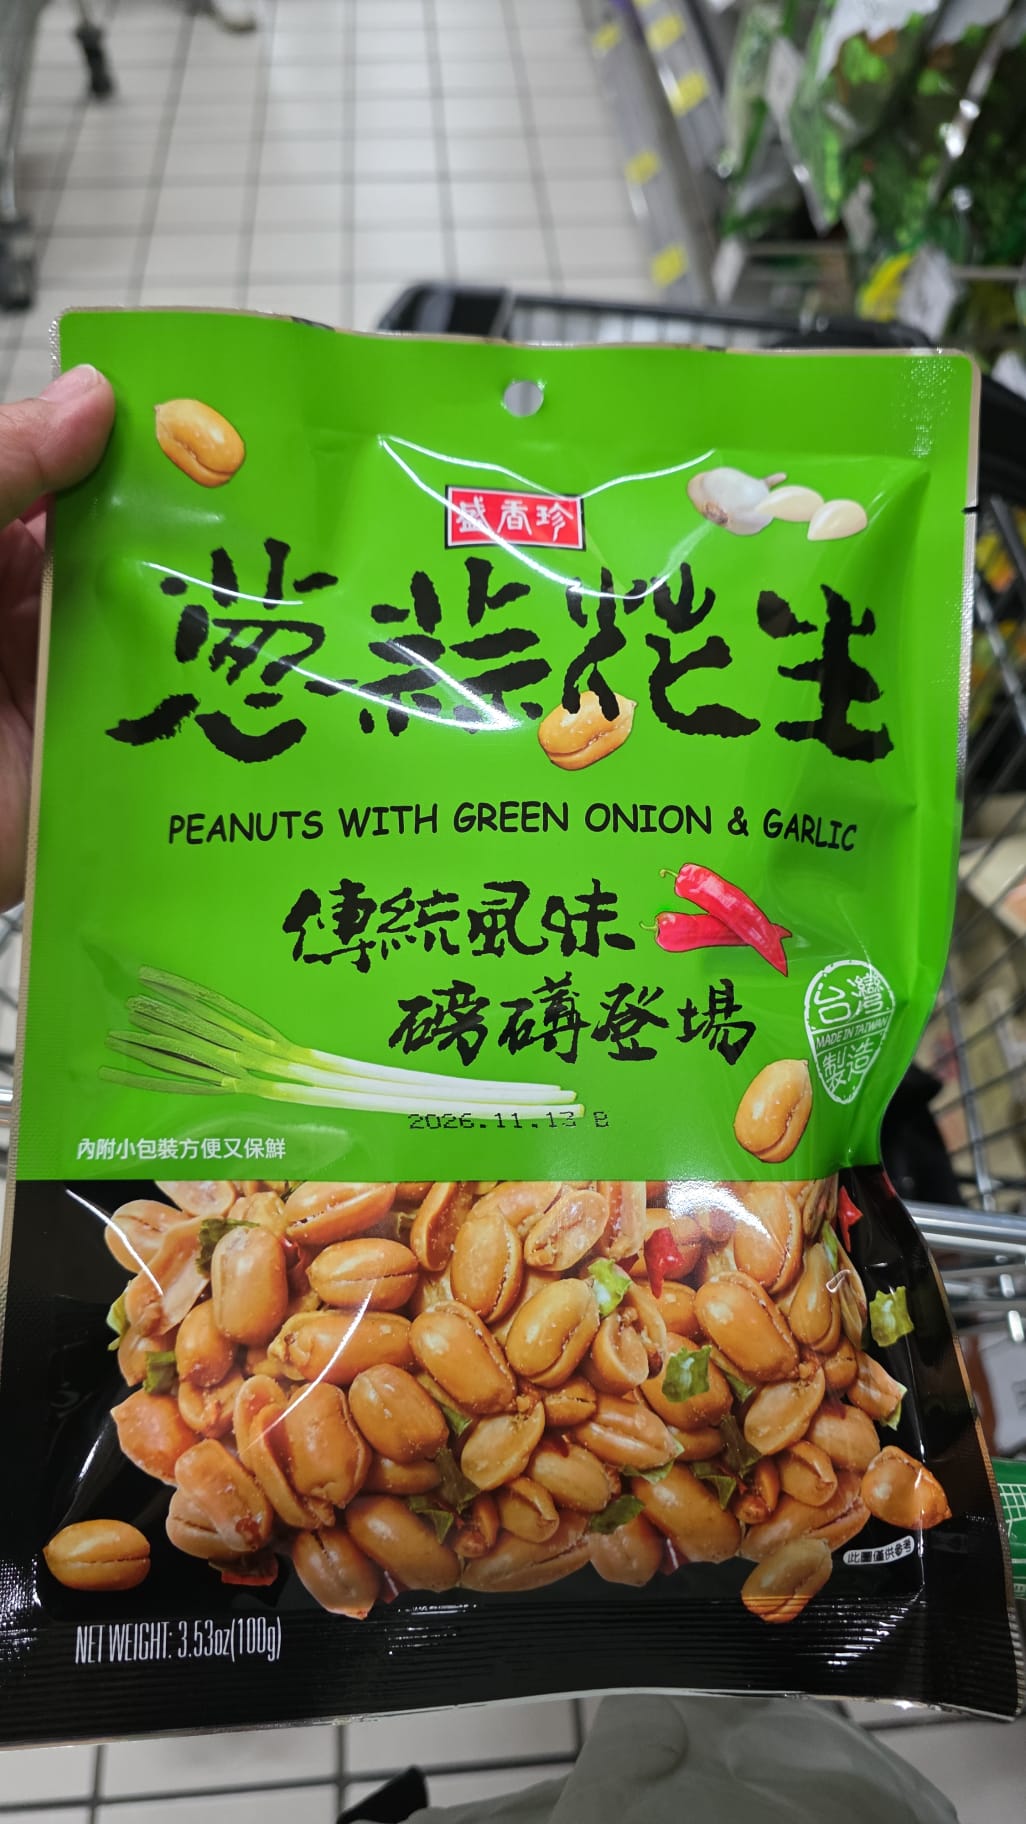 盛香珍
蔥蒜花生
PEANUTS WITH GREEN ONION & GARLIC
傳統風味
磅礡登場
台灣
MADE IN TAIWAN
製造
2026.11.13 B
內附小包裝方便又保鮮
此圖僅供參考
NET WEIGHT: 3.53oz(100g)